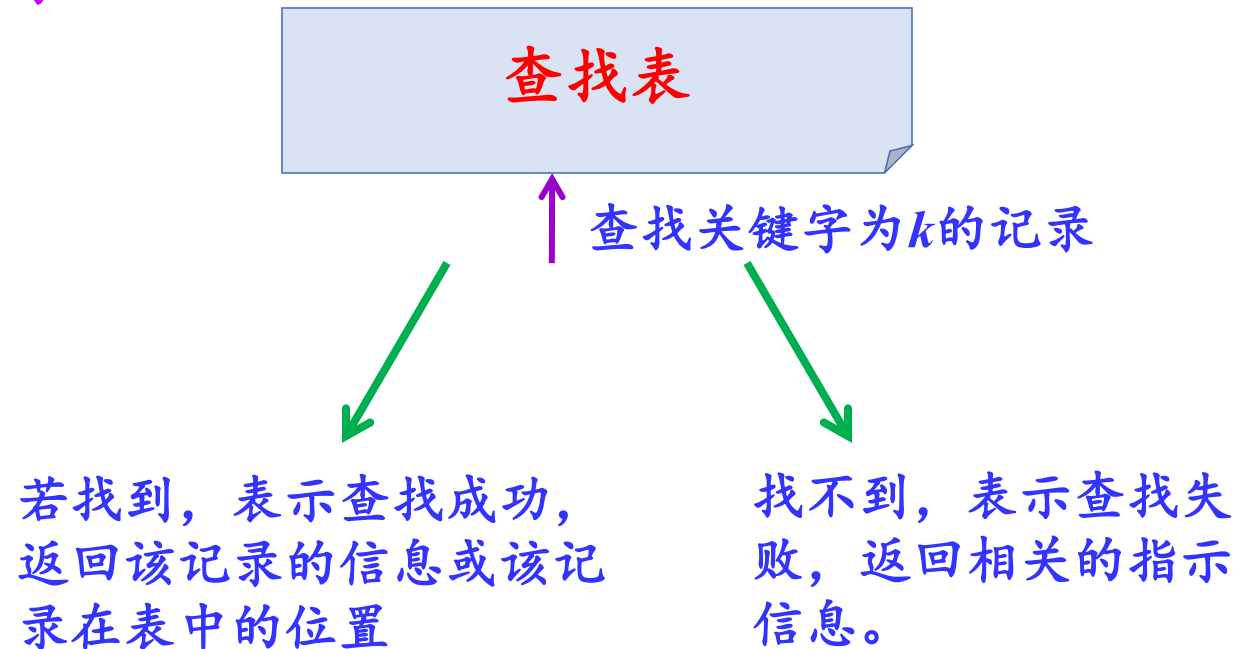 查找表
查找关键字为k的记录
若找到，表示查找成功，
返回该记录的信息或该记
录在表中的位置
找不到，表示查找失
败，返回相关的指示
信息。